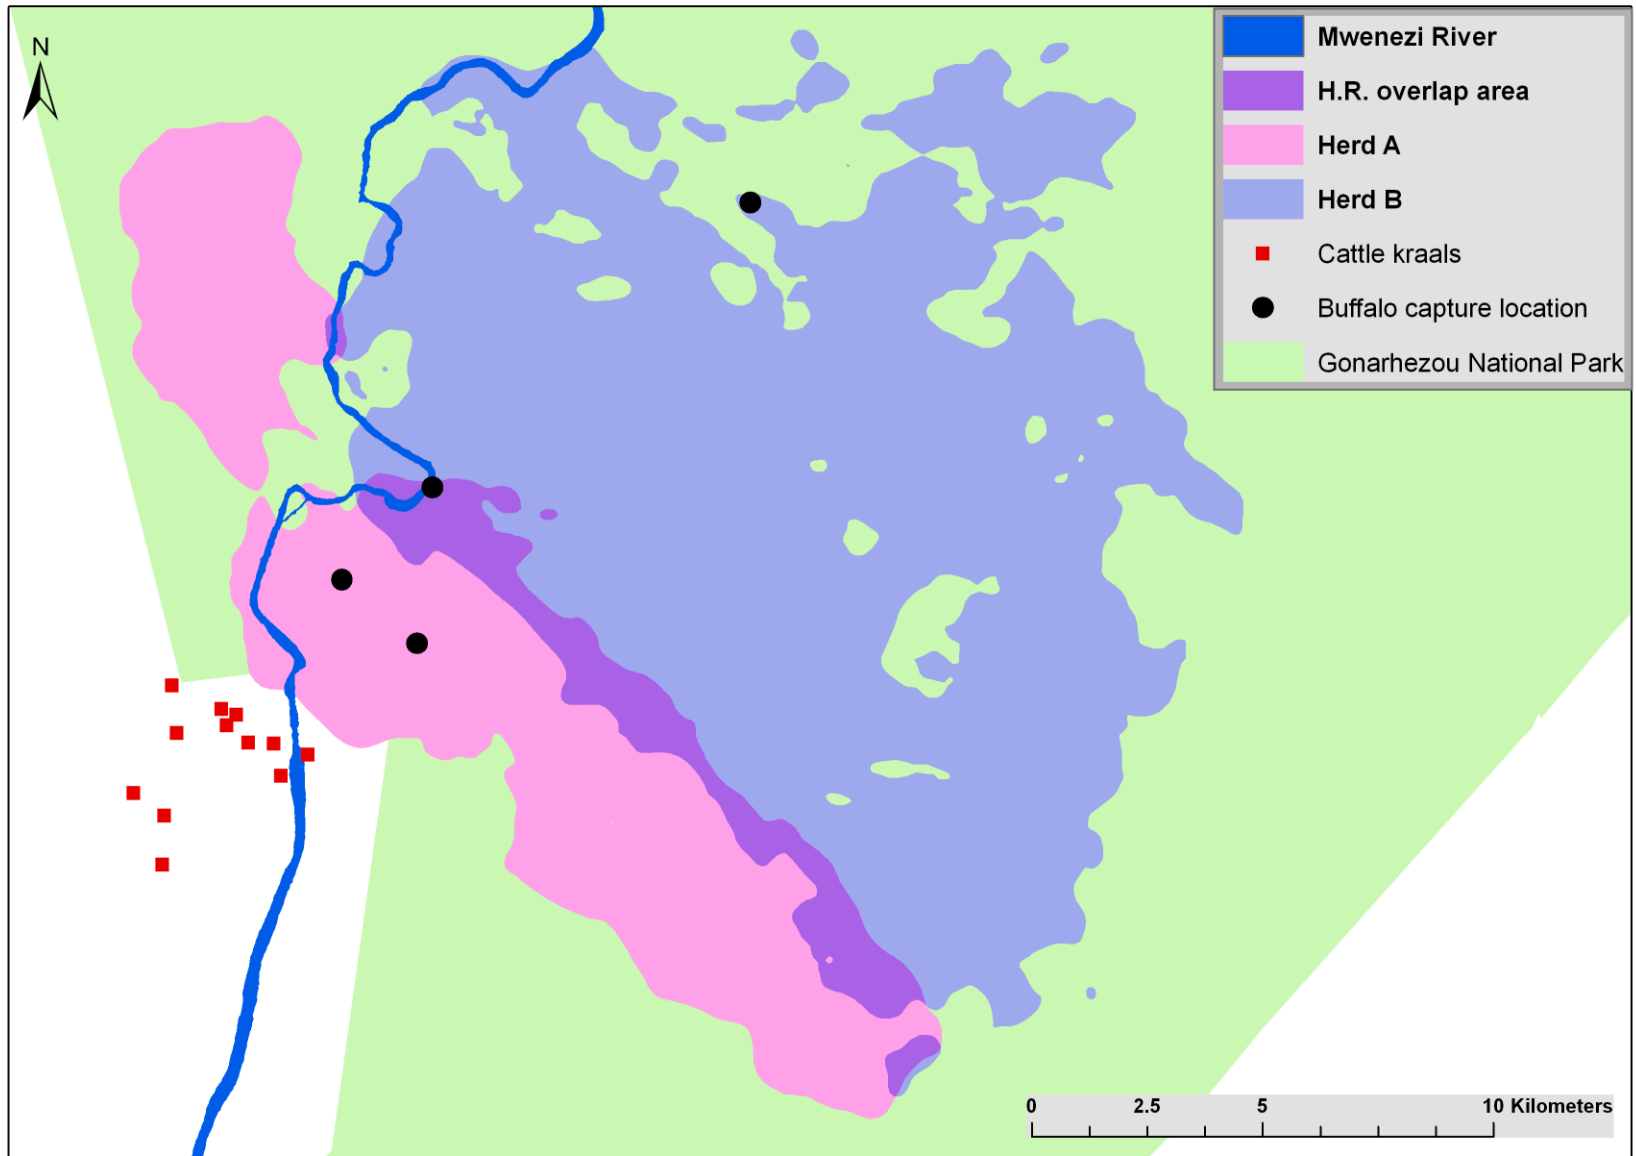 N
Mwenezi River
H.R. overlap area
Herd A
Herd B
Cattle kraals
Buffalo capture location
Gonarhezou National Park
0 2.5 5 10 Kilometers